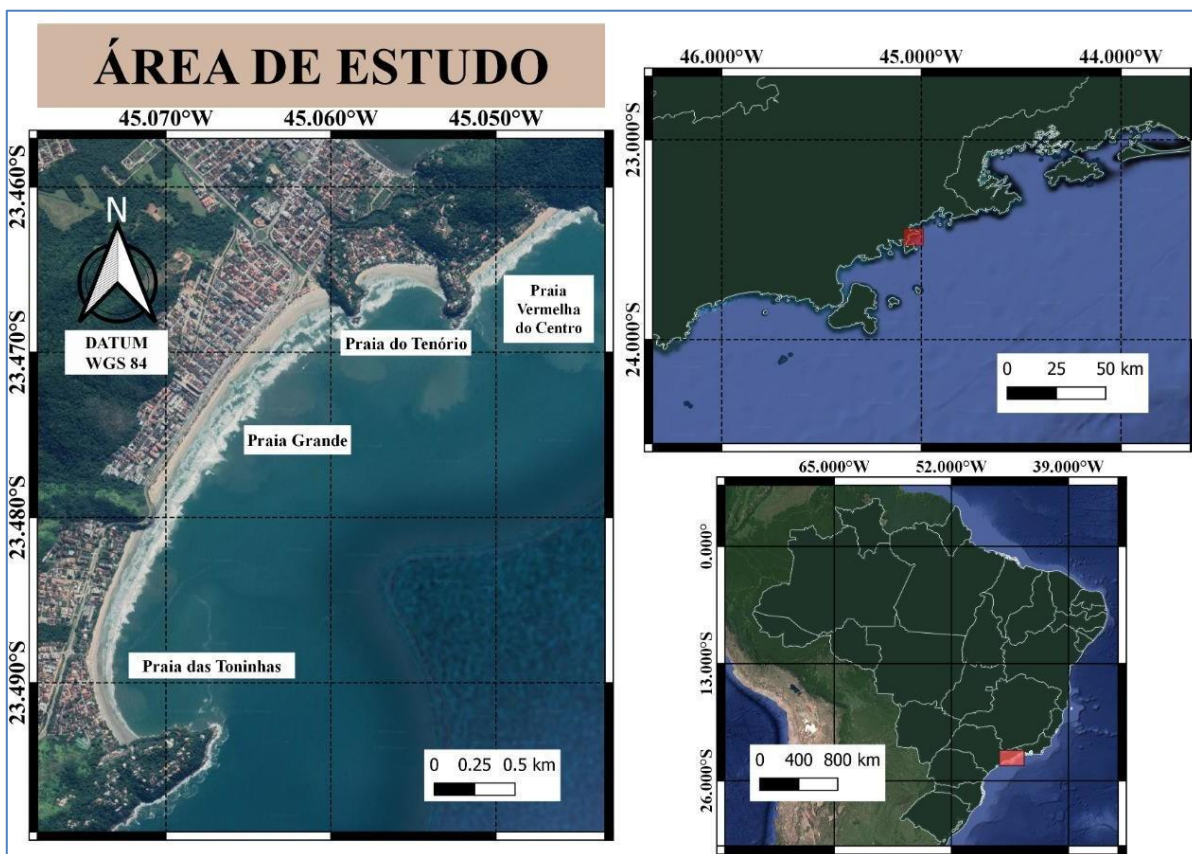 ÁREA DE ESTUDO
45.070°W 45.060°W 45.050°W
23.460°S
23.470°S
23.480°S
23.490°S
N
DATUM
WGS 84
Praia
Vermelha
do Centro
Praia do Tenório
Praia Grande
Praia das Toninhas
0 0.25 0.5 km
46.000°W 45.000°W 44.000°W
23.000°S
24.000°S
0 25 50 km
65.000°W 52.000°W 39.000°W
0.000°
13.000°S
26.000°S
0 400 800 km